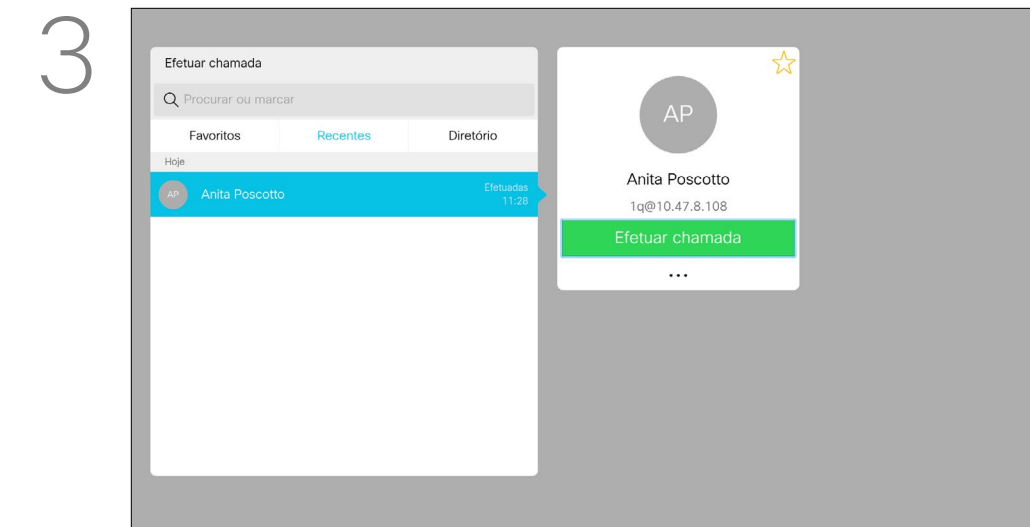 3
Efetuar chamada
Procurar ou marcar
Favoritos Recentes Diretório
Hoje
AP Anita Poscotto Efetuadas
11:28
AP
Anita Poscotto
1q@10.47.8.108
Efetuar chamada
...